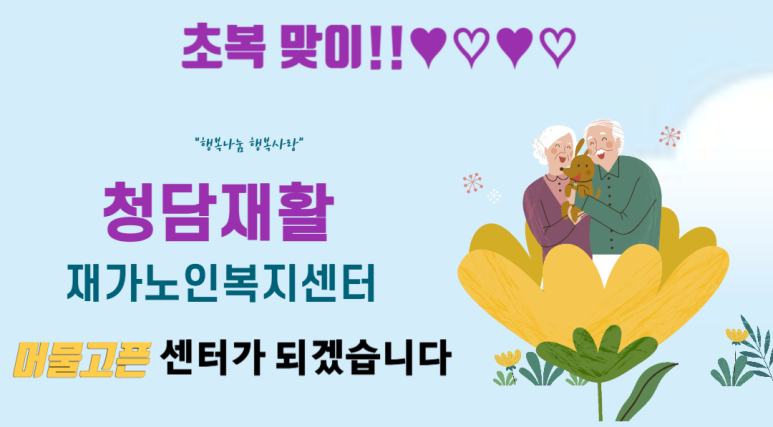 초복 맞이!!♥♡♥♡
"행복나눔 행복사랑"
청담재활
재가노인복지센터
머물고픈 센터가 되겠습니다